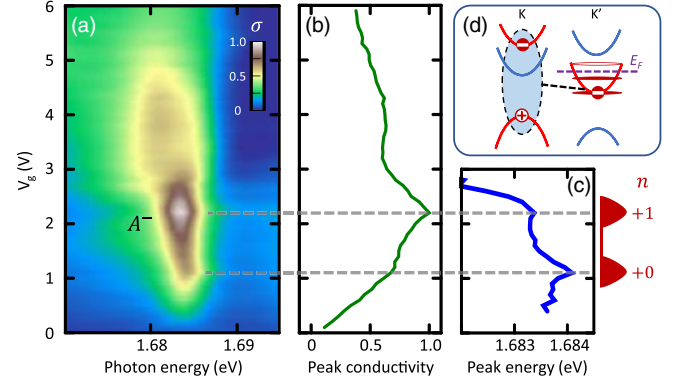 (a)
σ
1.0
0.5
0
A⁻
6
5
4
3
2
1
0
V_g (V)
1.68
1.69
Photon energy (eV)
(b)
0
0.5
1.0
Peak conductivity
(d)
K
K′
E_F
(c)
n
+1
+0
1.683
1.684
Peak energy (eV)